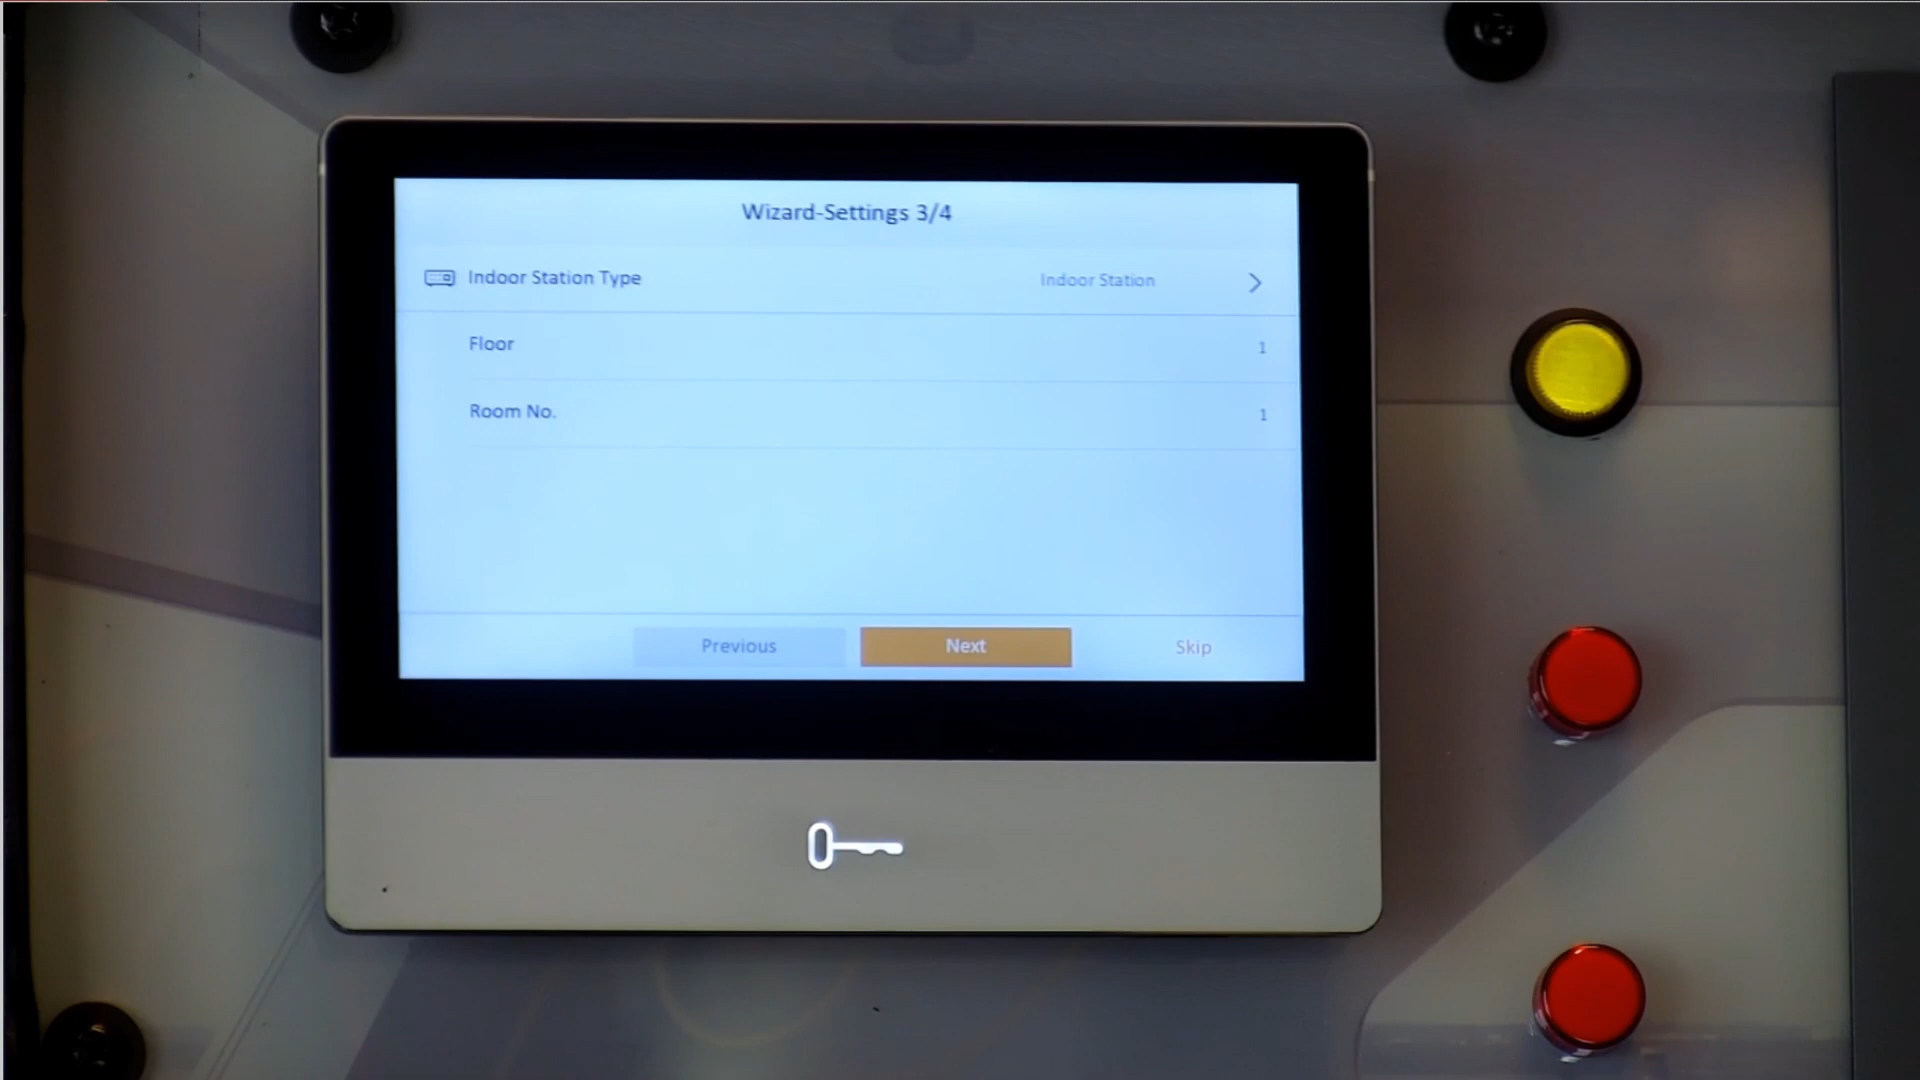 Wizard-Settings 3/4
Indoor Station Type Indoor Station
Floor 1
Room No. 1
Previous Next Skip